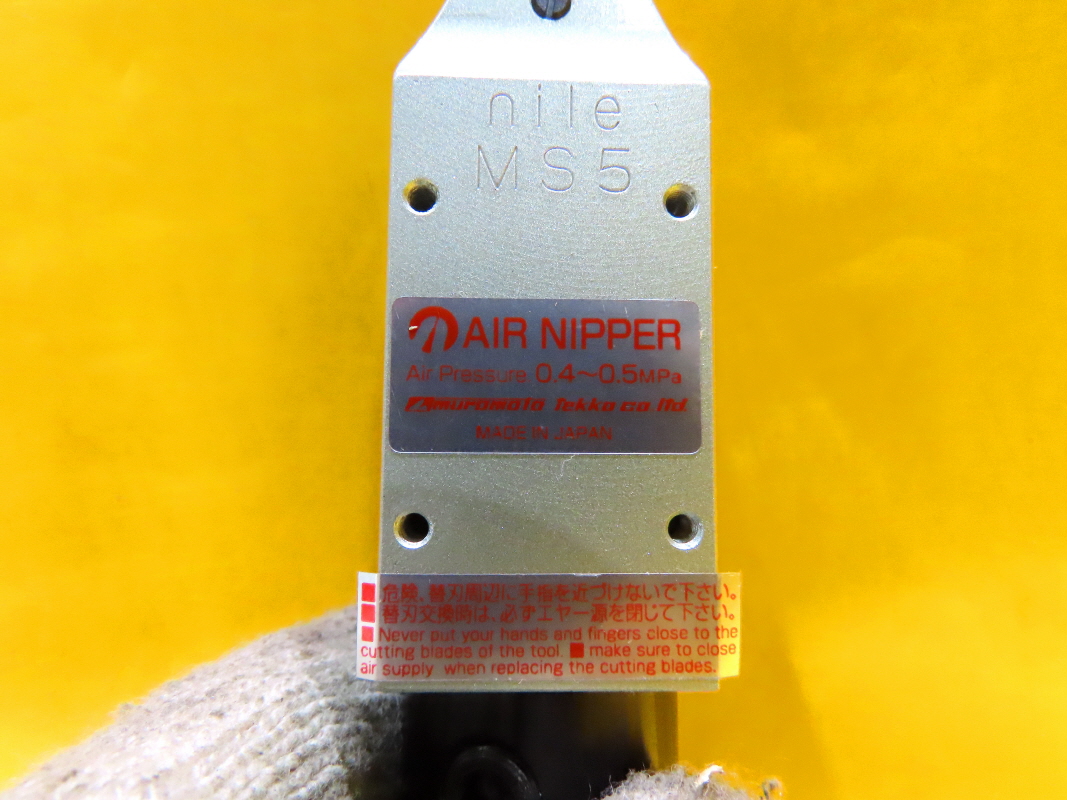 nile
MS5
AIR NIPPER
Air Pressure 0.4～0.5MPa
muromoto tekko co.,ltd.
MADE IN JAPAN
■危険、替刃周辺に手指を近づけないで下さい。
■替刃交換時は、必ずエヤー源を閉じて下さい。
■Never put your hands and fingers close to the
cutting blades of the tool. ■make sure to close
air supply when replacing the cutting blades.